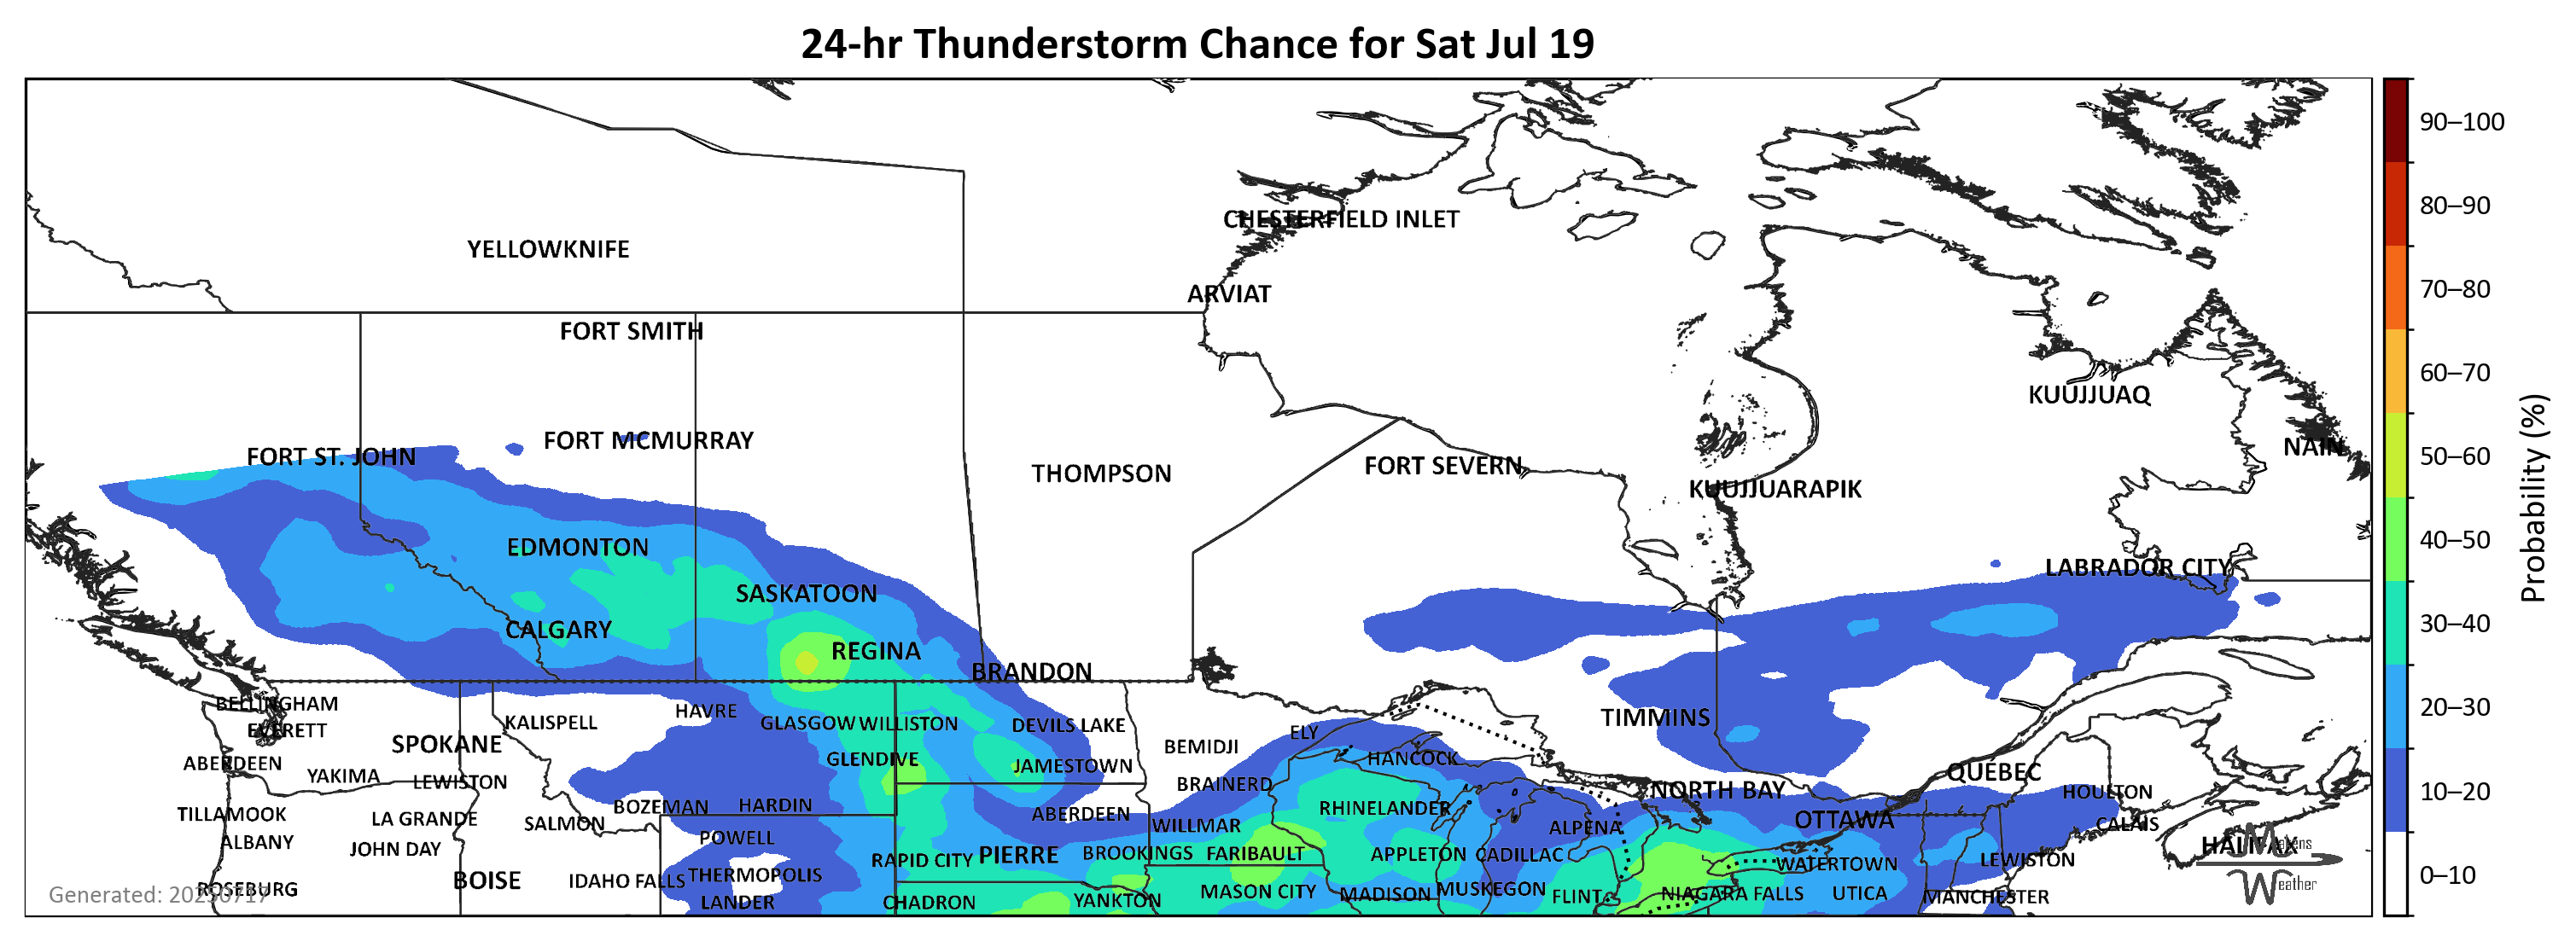 24-hr Thunderstorm Chance for Sat Jul 19
90–100
80–90
70–80
60–70
50–60
40–50
30–40
20–30
10–20
0–10
Probability (%)
CHESTERFIELD INLET
YELLOWKNIFE
ARVIAT
FORT SMITH
KUUJJUAQ
FORT MCMURRAY
NAIN
FORT ST. JOHN
FORT SEVERN
THOMPSON
KUUJJUARAPIK
EDMONTON
LABRADOR CITY
SASKATOON
CALGARY
REGINA
BRANDON
BELLINGHAM
HAVRE
TIMMINS
KALISPELL
GLASGOW
WILLISTON
DEVILS LAKE
EVERETT
ELY
SPOKANE
BEMIDJI
HANCOCK
GLENDIVE
ABERDEEN
JAMESTOWN
QUÉBEC
YAKIMA
LEWISTON
BRAINERD
NORTH BAY
HOULTON
BOZEMAN
HARDIN
RHINELANDER
TILLAMOOK
ABERDEEN
LA GRANDE
OTTAWA
SALMON
WILLMAR
ALPENA
CALAIS
POWELL
ALBANY
HALIFAX
JOHN DAY
BROOKINGS
FARIBAULT
PIERRE
APPLETON
CADILLAC
RAPID CITY
LEWISTON
WATERTOWN
THERMOPOLIS
BOISE
IDAHO FALLS
ROSEBURG
MUSKEGON
MASON CITY
MADISON
NIAGARA FALLS
UTICA
FLINT
MANCHESTER
YANKTON
CHADRON
LANDER
Generated: 20250717
Weather